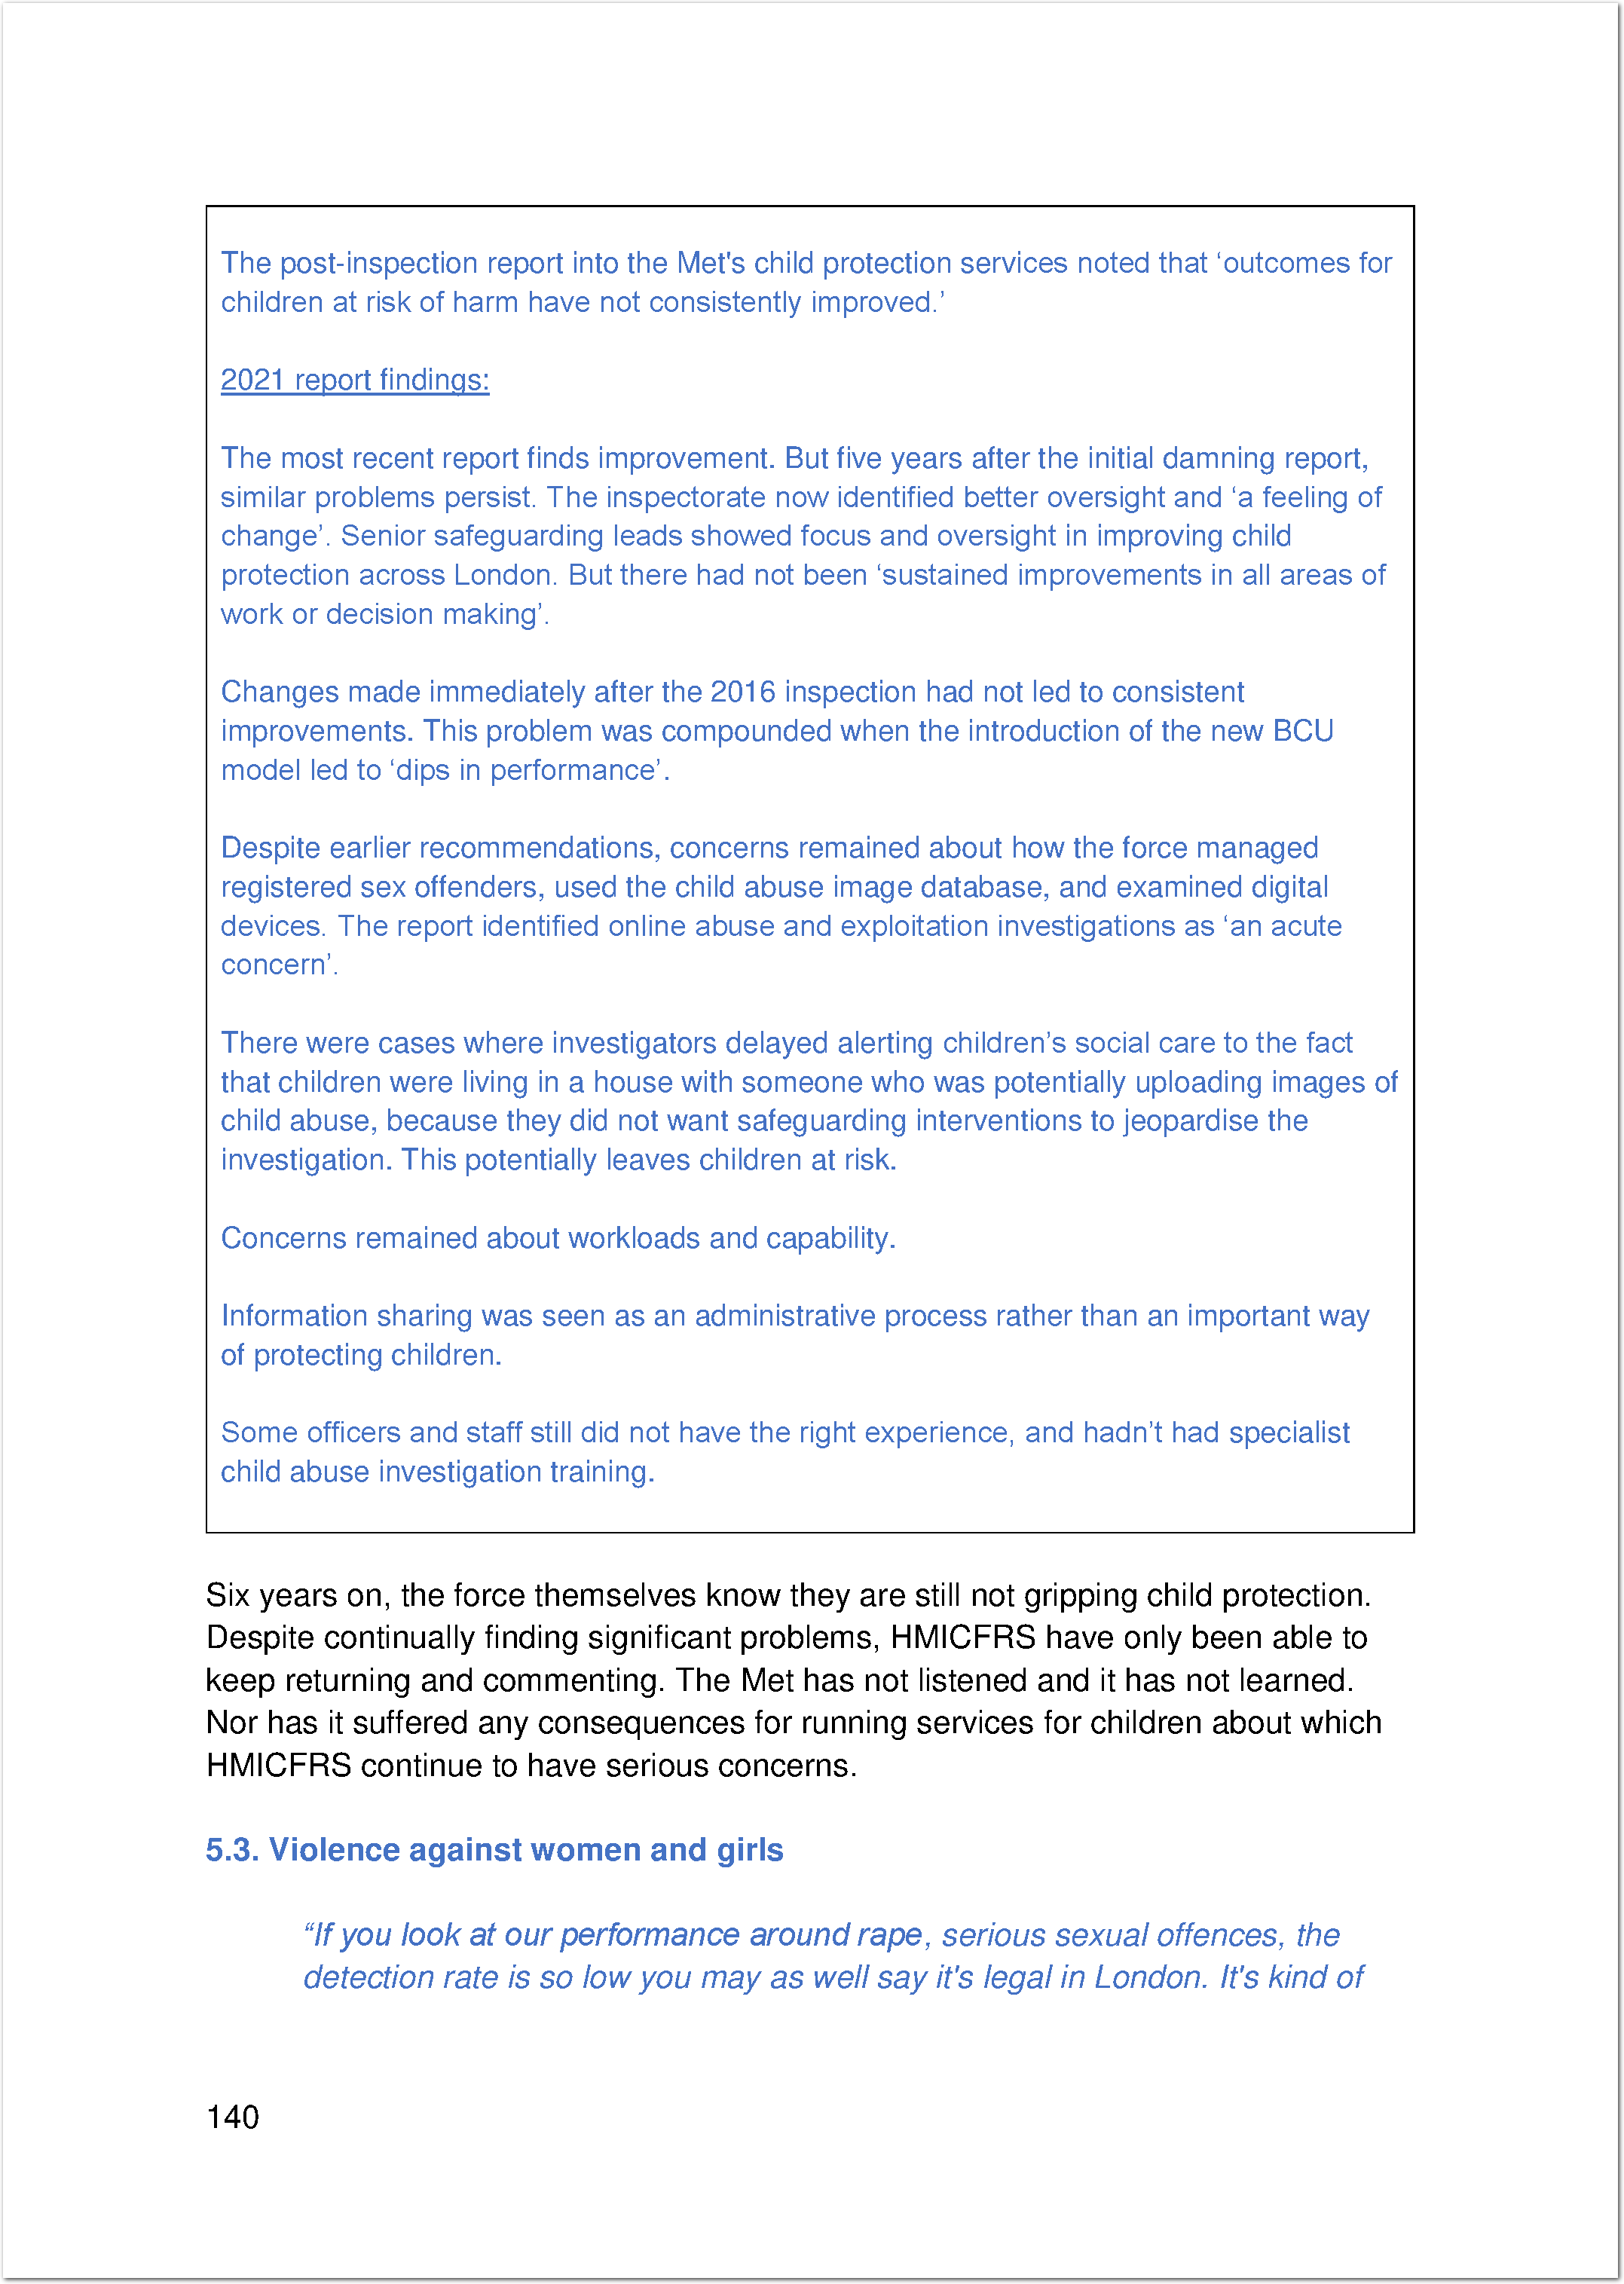 The post-inspection report into the Met's child protection services noted that ‘outcomes for
children at risk of harm have not consistently improved.’
2021 report findings:
The most recent report finds improvement. But five years after the initial damning report,
similar problems persist. The inspectorate now identified better oversight and ‘a feeling of
change’. Senior safeguarding leads showed focus and oversight in improving child
protection across London. But there had not been ‘sustained improvements in all areas of
work or decision making’.
Changes made immediately after the 2016 inspection had not led to consistent
improvements. This problem was compounded when the introduction of the new BCU
model led to ‘dips in performance’.
Despite earlier recommendations, concerns remained about how the force managed
registered sex offenders, used the child abuse image database, and examined digital
devices. The report identified online abuse and exploitation investigations as ‘an acute
concern’.
There were cases where investigators delayed alerting children’s social care to the fact
that children were living in a house with someone who was potentially uploading images of
child abuse, because they did not want safeguarding interventions to jeopardise the
investigation. This potentially leaves children at risk.
Concerns remained about workloads and capability.
Information sharing was seen as an administrative process rather than an important way
of protecting children.
Some officers and staff still did not have the right experience, and hadn’t had specialist
child abuse investigation training.
Six years on, the force themselves know they are still not gripping child protection.
Despite continually finding significant problems, HMICFRS have only been able to
keep returning and commenting. The Met has not listened and it has not learned.
Nor has it suffered any consequences for running services for children about which
HMICFRS continue to have serious concerns.
5.3. Violence against women and girls
“If you look at our performance around rape, serious sexual offences, the
detection rate is so low you may as well say it's legal in London. It's kind of
140